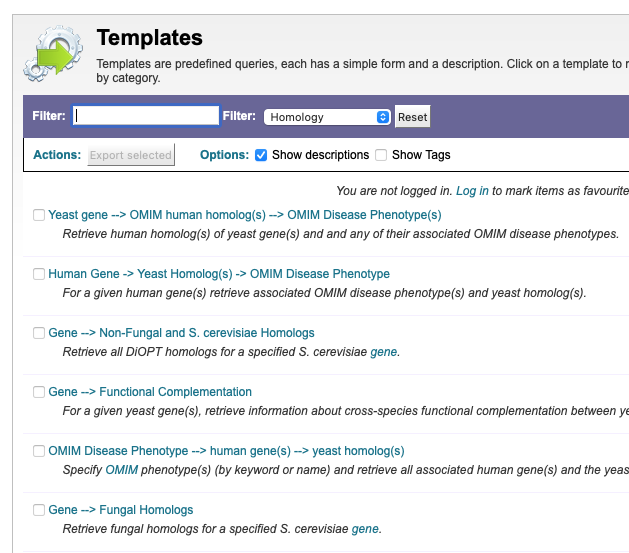 Templates
Templates are predefined queries, each has a simple form and a description. Click on a template to
by category.
Filter: Filter: Homology Reset
Actions: Export selected Options: Show descriptions Show Tags
You are not logged in. Log in to mark items as favourite
Yeast gene --> OMIM human homolog(s) --> OMIM Disease Phenotype(s)
Retrieve human homolog(s) of yeast gene(s) and and any of their associated OMIM disease phenotypes.
Human Gene -> Yeast Homolog(s) -> OMIM Disease Phenotype
For a given human gene(s) retrieve associated OMIM disease phenotype(s) and yeast homolog(s).
Gene --> Non-Fungal and S. cerevisiae Homologs
Retrieve all DiOPT homologs for a specified S. cerevisiae gene.
Gene --> Functional Complementation
For a given yeast gene(s), retrieve information about cross-species functional complementation between
OMIM Disease Phenotype --> human gene(s) --> yeast homolog(s)
Specify OMIM phenotype(s) (by keyword or name) and retrieve all associated human gene(s) and the yeas
Gene --> Fungal Homologs
Retrieve fungal homologs for a specified S. cerevisiae gene.